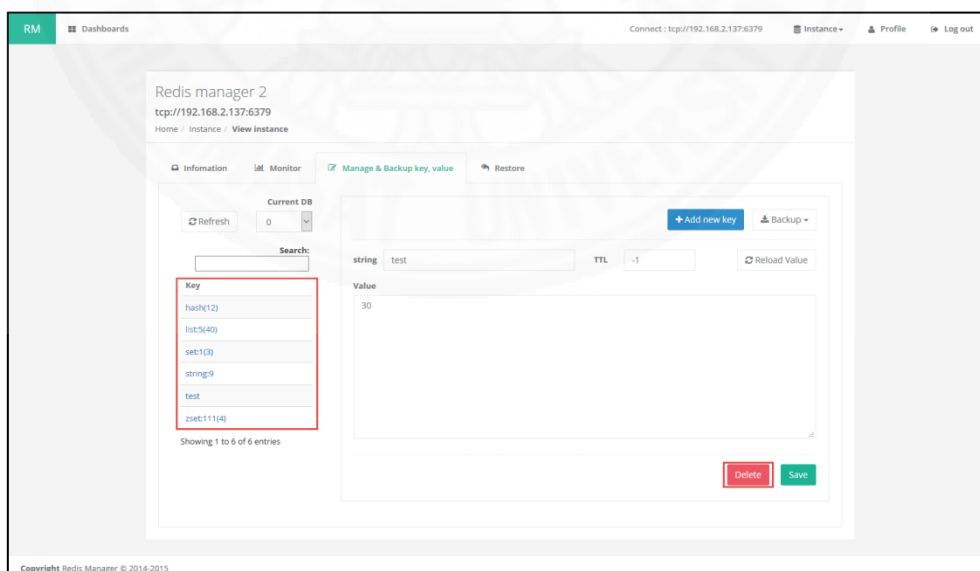 RM Dashboards Connect : tcp://192.168.2.137:6379 Instance Profile Log out
Redis manager 2
tcp://192.168.2.137:6379
Home / Instance / View instance
Infomation Monitor Manage & Backup key, value Restore
Current DB
Refresh 0
Add new key Backup
Search:
string test TTL -1 Reload Value
Key
Value
hash(12)
30
list:5(40)
set:1(3)
string:9
test
zset:111(4)
Showing 1 to 6 of 6 entries
Delete Save
Copyright Redis Manager © 2014-2015
UNIVERSITY